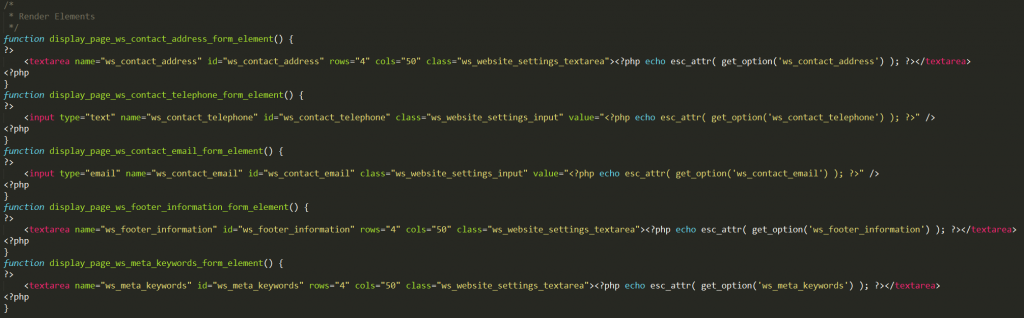 /*
 * Render Elements
 */
function display_page_ws_contact_address_form_element() {
?>
    <textarea name="ws_contact_address" id="ws_contact_address" rows="4" cols="50" class="ws_website_settings_textarea"><?php echo esc_attr( get_option('ws_contact_address') ); ?></textarea>
<?php
}
function display_page_ws_contact_telephone_form_element() {
?>
    <input type="text" name="ws_contact_telephone" id="ws_contact_telephone" class="ws_website_settings_input" value="<?php echo esc_attr( get_option('ws_contact_telephone') ); ?>" />
<?php
}
function display_page_ws_contact_email_form_element() {
?>
    <input type="email" name="ws_contact_email" id="ws_contact_email" class="ws_website_settings_input" value="<?php echo esc_attr( get_option('ws_contact_email') ); ?>" />
<?php
}
function display_page_ws_footer_information_form_element() {
?>
    <textarea name="ws_footer_information" id="ws_footer_information" rows="4" cols="50" class="ws_website_settings_textarea"><?php echo esc_attr( get_option('ws_footer_information') ); ?></textarea>
<?php
}
function display_page_ws_meta_keywords_form_element() {
?>
    <textarea name="ws_meta_keywords" id="ws_meta_keywords" rows="4" cols="50" class="ws_website_settings_textarea"><?php echo esc_attr( get_option('ws_meta_keywords') ); ?></textarea>
<?php
}